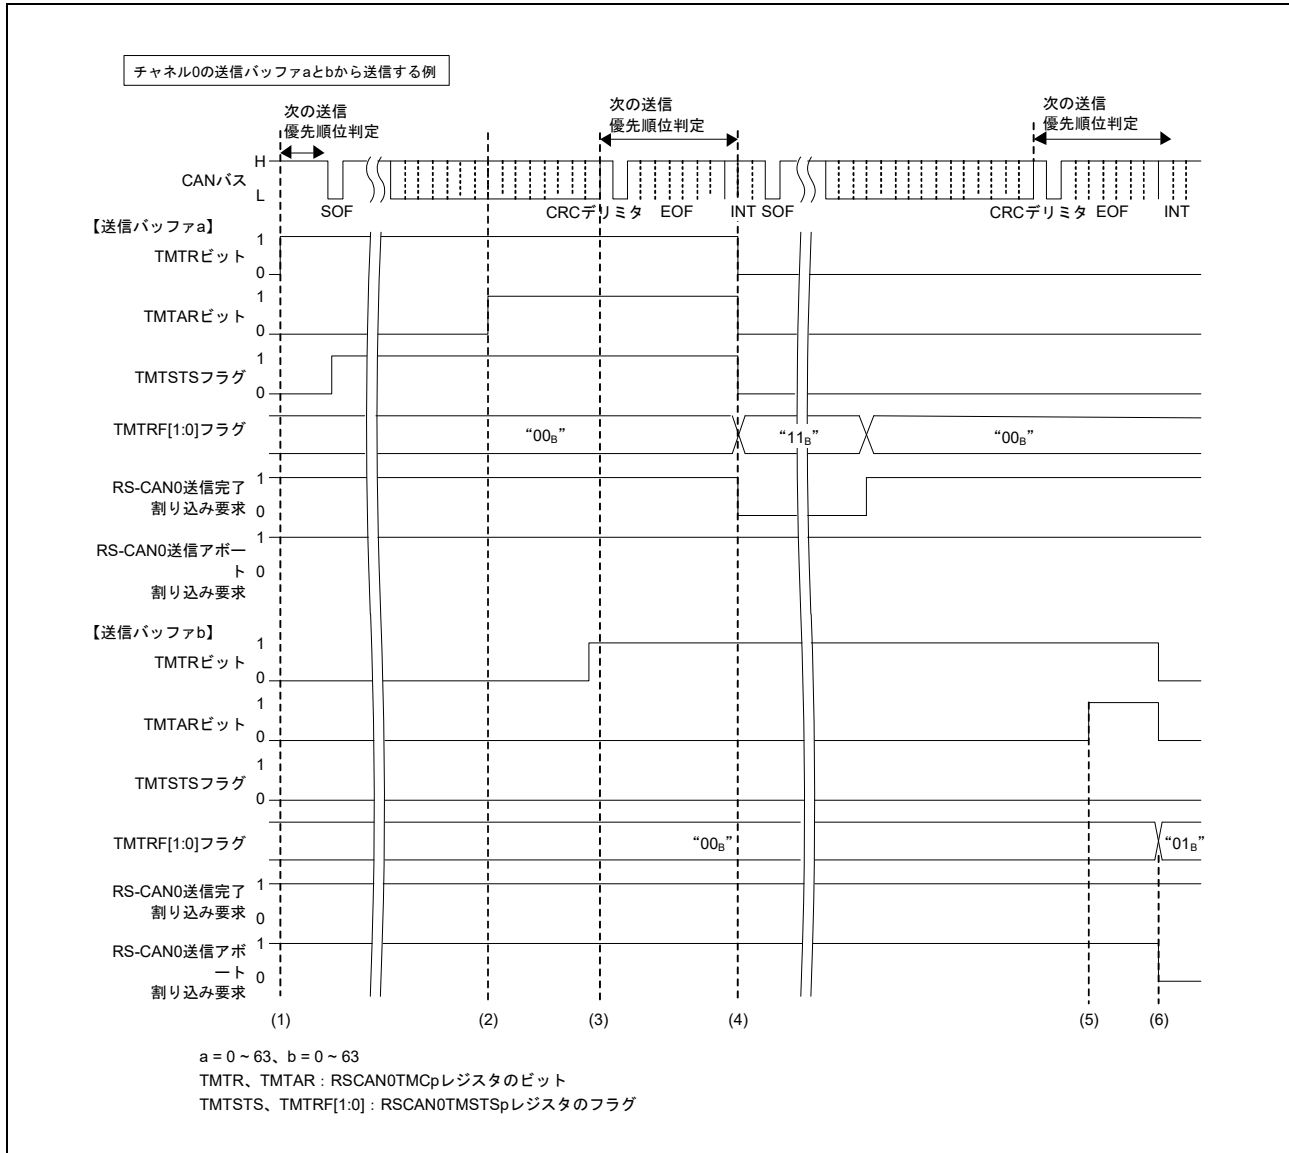 チャネル0の送信バッファaとbから送信する例
次の送信
優先順位判定
次の送信
優先順位判定
次の送信
優先順位判定
H
CANバス
L
SOF
CRCデリミタ
EOF
INT
SOF
CRCデリミタ
EOF
INT
【送信バッファa】
1
TMTRビット
0
1
TMTARビット
0
1
TMTSTSフラグ
0
TMTRF[1:0]フラグ
“00B”
“11B”
“00B”
RS-CAN0送信完了 1
割り込み要求 0
RS-CAN0送信アボー 1
ト 0
割り込み要求
【送信バッファb】
1
TMTRビット
0
1
TMTARビット
0
1
TMTSTSフラグ
0
TMTRF[1:0]フラグ
“00B”
“01B”
RS-CAN0送信完了 1
割り込み要求 0
RS-CAN0送信アボ 1
ート 0
割り込み要求
(1)
(2)
(3)
(4)
(5)
(6)
a = 0 ~ 63、b = 0 ~ 63
TMTR、TMTAR : RSCAN0TMCpレジスタのビット
TMTSTS、TMTRF[1:0] : RSCAN0TMSTSpレジスタのフラグ